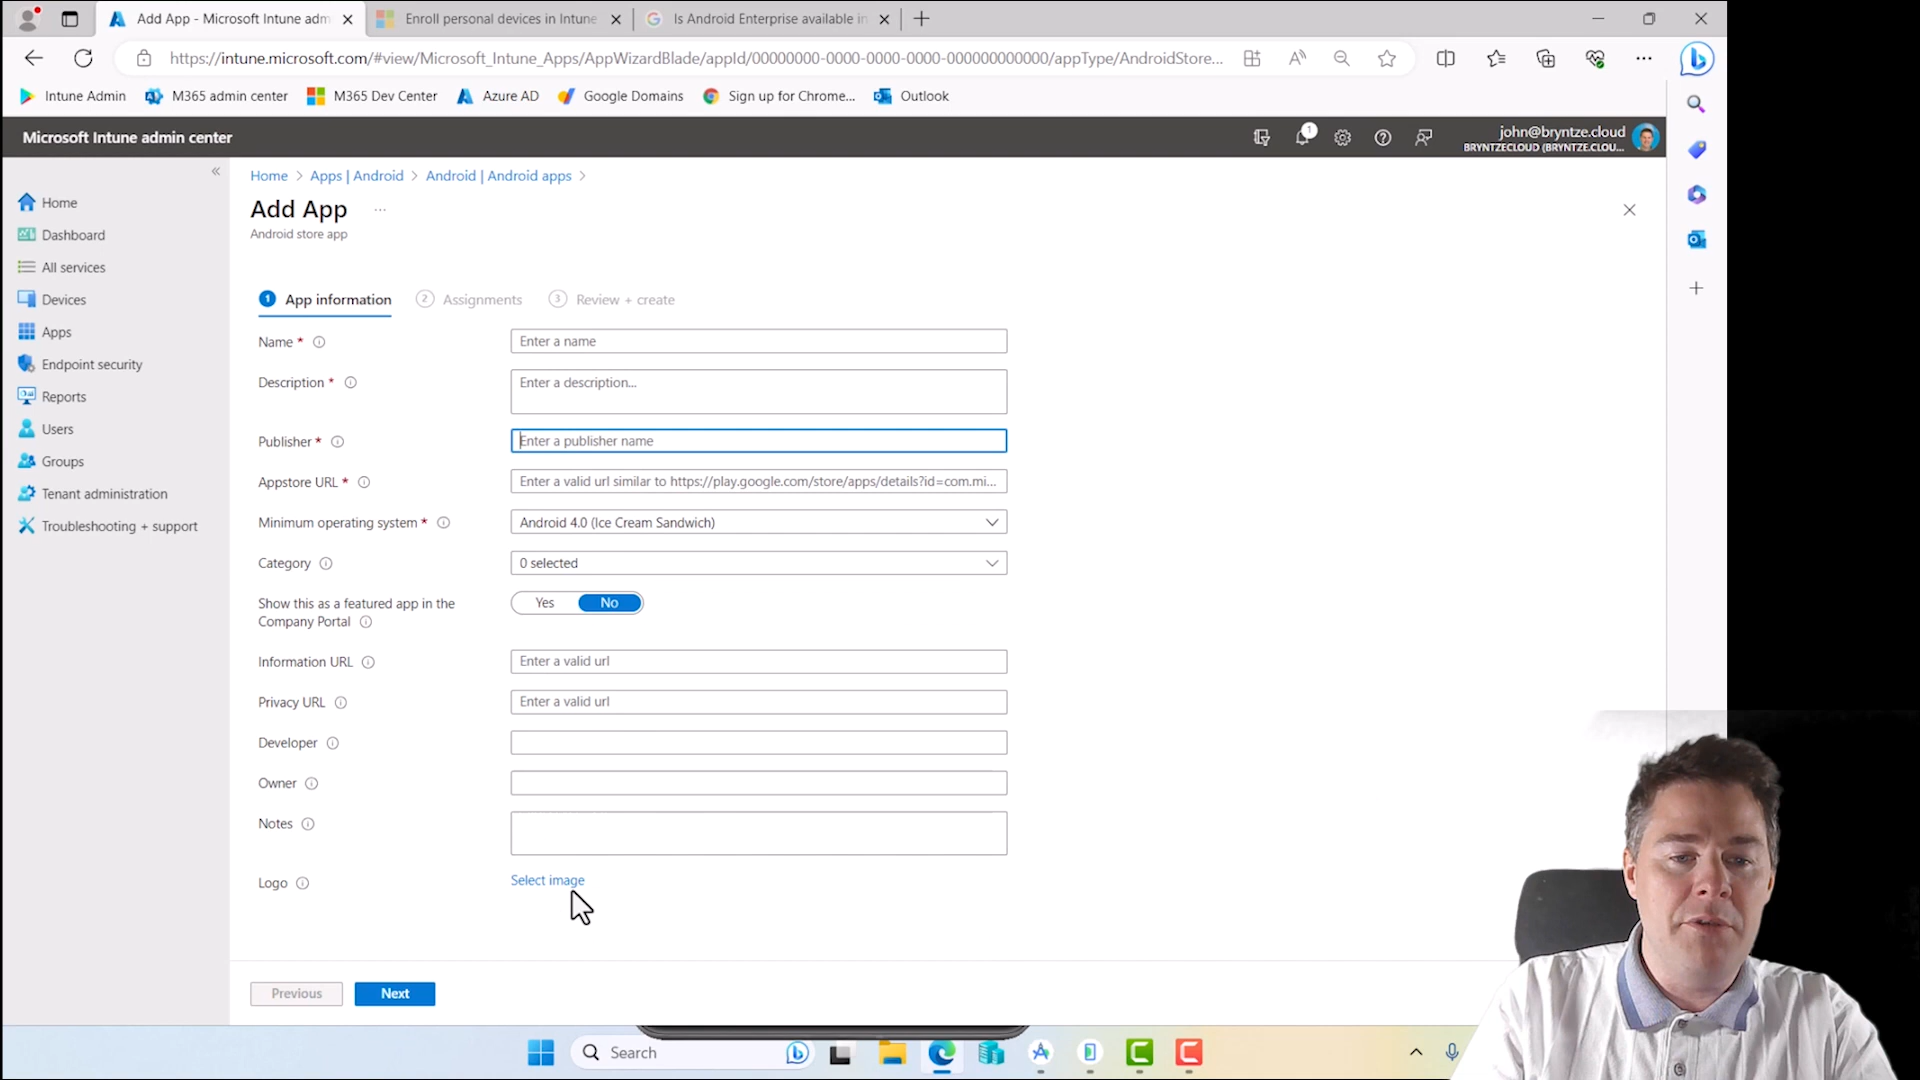 Add App - Microsoft Intune adm
Enroll personal devices in Intune
Is Android Enterprise available in
https://intune.microsoft.com/#view/Microsoft_Intune_Apps/AppWizardBlade/appId/00000000-0000-0000-0000-000000000000/appType/AndroidStore...
Intune Admin
M365 admin center
M365 Dev Center
Azure AD
Google Domains
Sign up for Chrome...
Outlook
Microsoft Intune admin center
1
john@bryntze.cloud
BRYNTZECLOUD (BRYNTZE.CLOU...
Home > Apps | Android > Android | Android apps >
Add App ...
Android store app
Home
Dashboard
All services
Devices
Apps
Endpoint security
Reports
Users
Groups
Tenant administration
Troubleshooting + support
1 App information
2 Assignments
3 Review + create
Name *
Enter a name
Description *
Enter a description...
Publisher *
Enter a publisher name
Appstore URL *
Enter a valid url similar to https://play.google.com/store/apps/details?id=com.mi...
Minimum operating system *
Android 4.0 (Ice Cream Sandwich)
Category
0 selected
Show this as a featured app in the
Company Portal
Yes
No
Information URL
Enter a valid url
Privacy URL
Enter a valid url
Developer
Owner
Notes
Logo
Select image
Previous
Next
Search